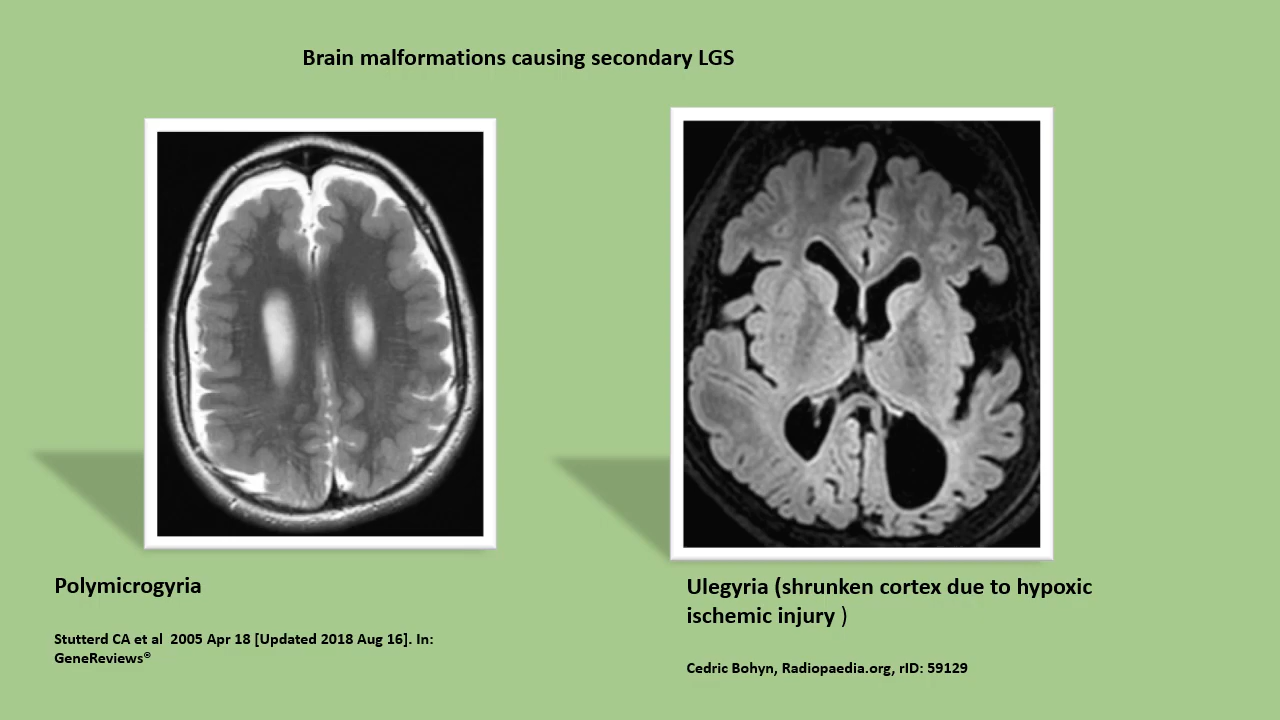 Brain malformations causing secondary LGS
Polymicrogyria
Stutterd CA et al  2005 Apr 18 [Updated 2018 Aug 16]. In:
GeneReviews®
Ulegyria (shrunken cortex due to hypoxic
ischemic injury )
Cedric Bohyn, Radiopaedia.org, rID: 59129